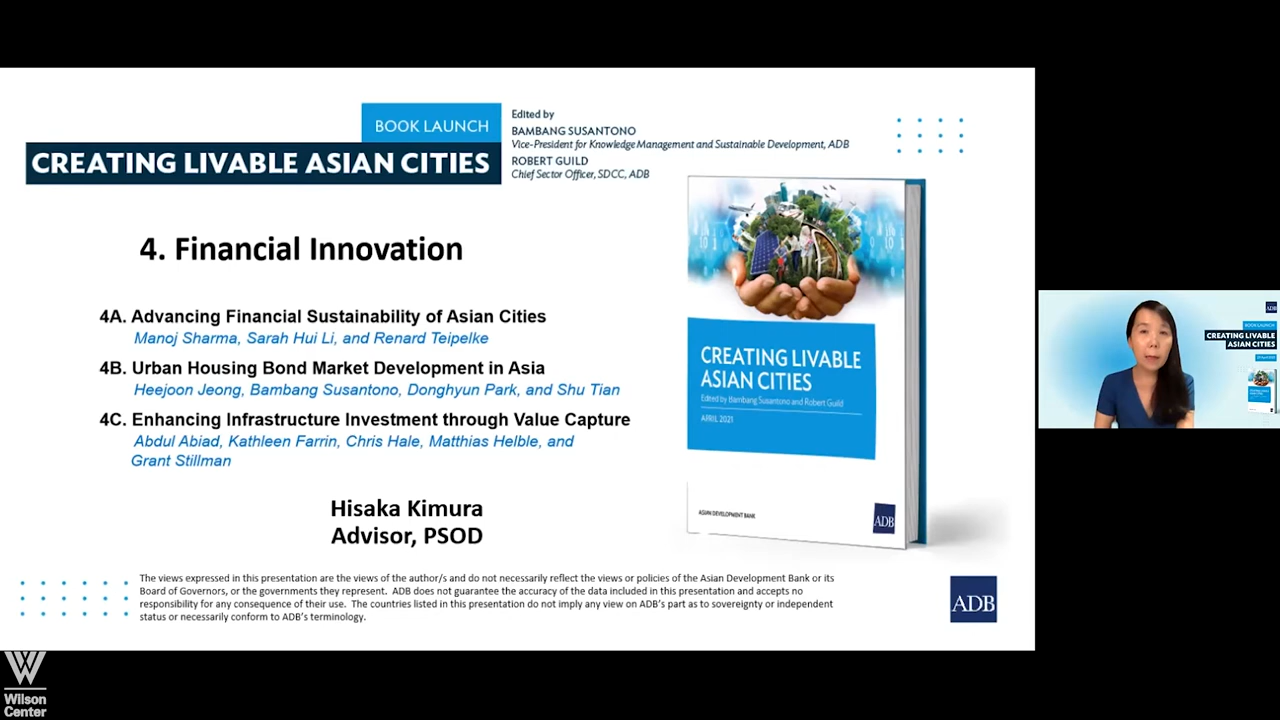 BOOK LAUNCH
CREATING LIVABLE ASIAN CITIES
Edited by
BAMBANG SUSANTONO
Vice-President for Knowledge Management and Sustainable Development, ADB
ROBERT GUILD
Chief Sector Officer, SDCC, ADB
4. Financial Innovation
4A. Advancing Financial Sustainability of Asian Cities
Manoj Sharma, Sarah Hui Li, and Renard Teipelke
4B. Urban Housing Bond Market Development in Asia
Heejoon Jeong, Bambang Susantono, Donghyun Park, and Shu Tian
4C. Enhancing Infrastructure Investment through Value Capture
Abdul Abiad, Kathleen Farrin, Chris Hale, Matthias Helble, and
Grant Stillman
Hisaka Kimura
Advisor, PSOD
The views expressed in this presentation are the views of the author/s and do not necessarily reflect the views or policies of the Asian Development Bank or its
Board of Governors, or the governments they represent. ADB does not guarantee the accuracy of the data included in this presentation and accepts no
responsibility for any consequence of their use. The countries listed in this presentation do not imply any view on ADB's part as to sovereignty or independent
status or necessarily conform to ADB's terminology.
CREATING LIVABLE
ASIAN CITIES
Edited by Bambang Susantono and Robert Guild
APRIL 2021
ASIAN DEVELOPMENT BANK
ADB
ADB
ADB
BOOK LAUNCH
CREATING LIVABLE
ASIAN CITIES
Wilson
Center